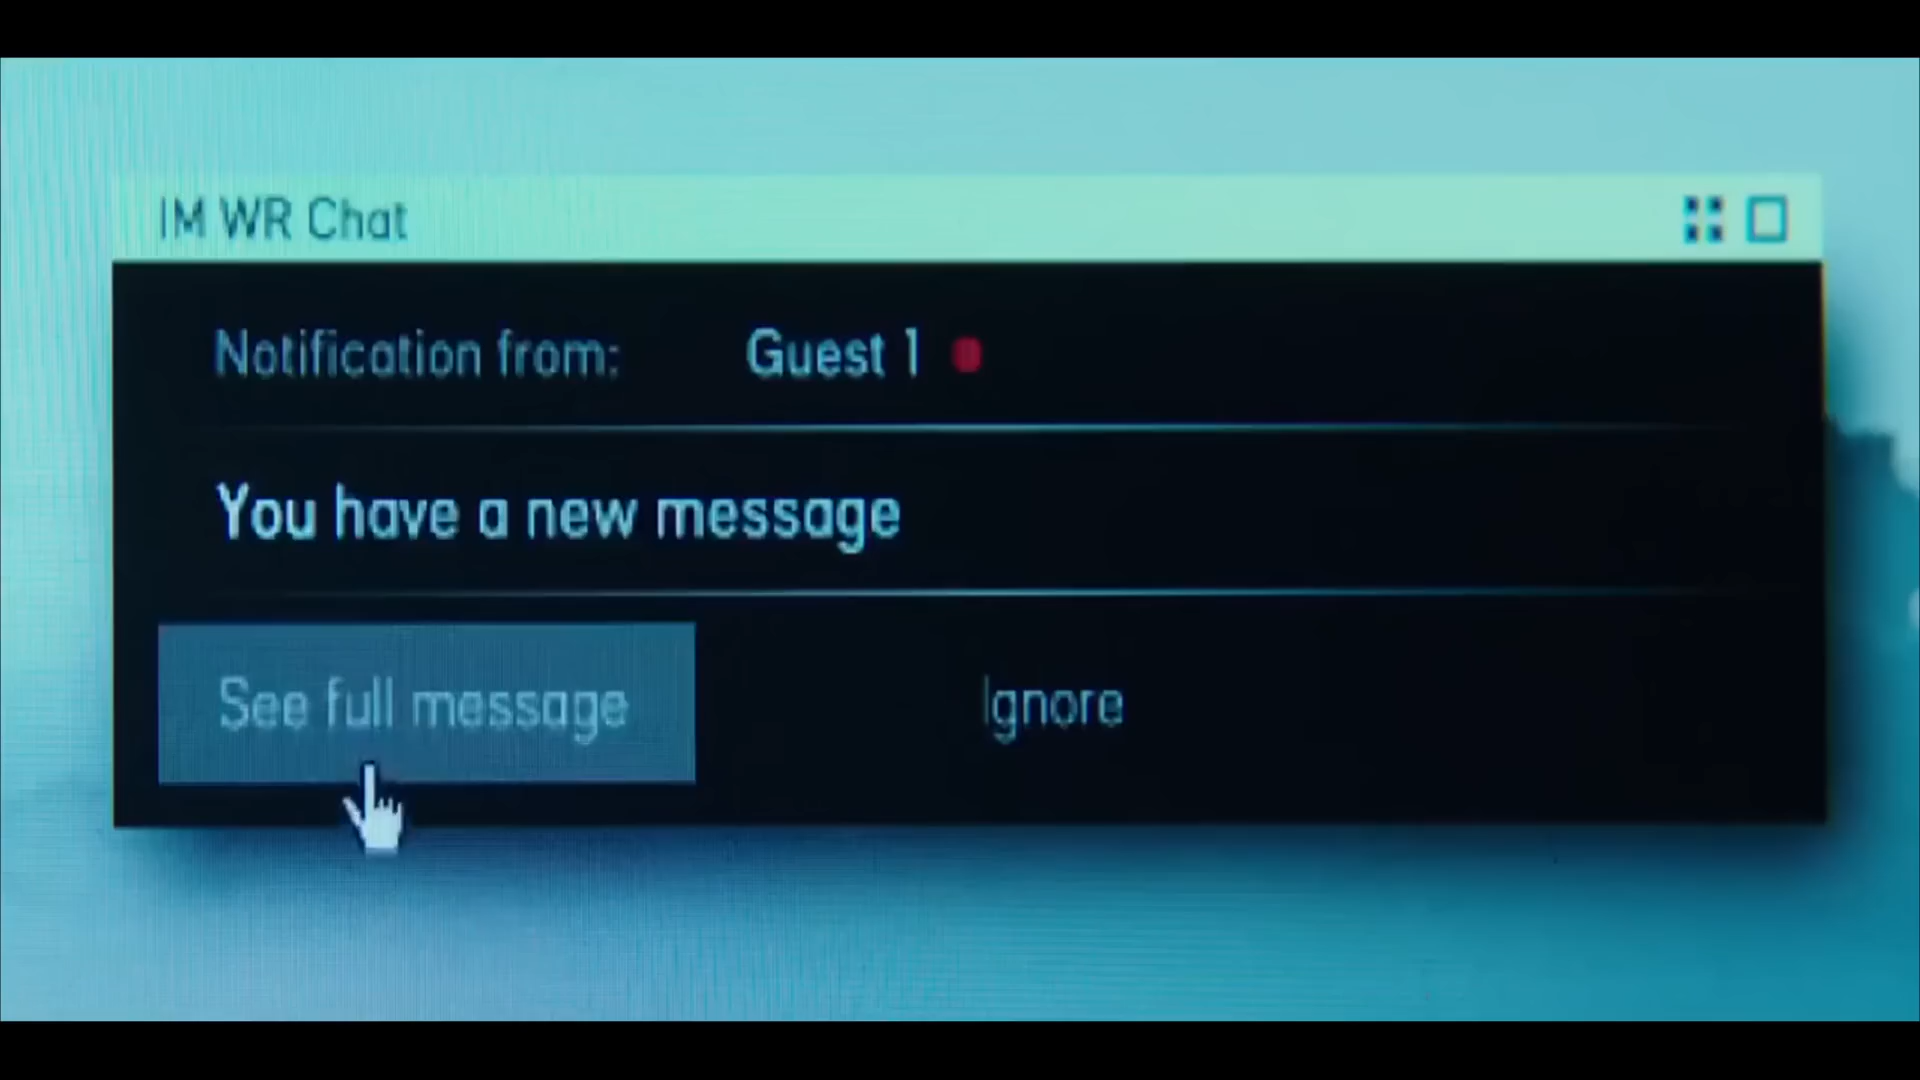 IM WR Chat
Notification from: Guest 1
You have a new message
See full message Ignore